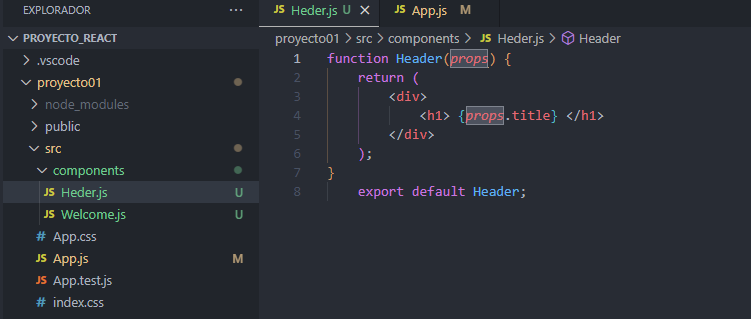 EXPLORADOR ...
PROYECTO_REACT
.vscode
proyecto01
node_modules
public
src
components
JS Heder.js U
JS Welcome.js U
# App.css
JS App.js M
JS App.test.js
# index.css
JS Heder.js U × JS App.js M
proyecto01 > src > components > JS Heder.js > Header
1 function Header(props) {
2 return (
3 <div>
4 <h1> {props.title} </h1>
5 </div>
6 );
7 }
8 export default Header;